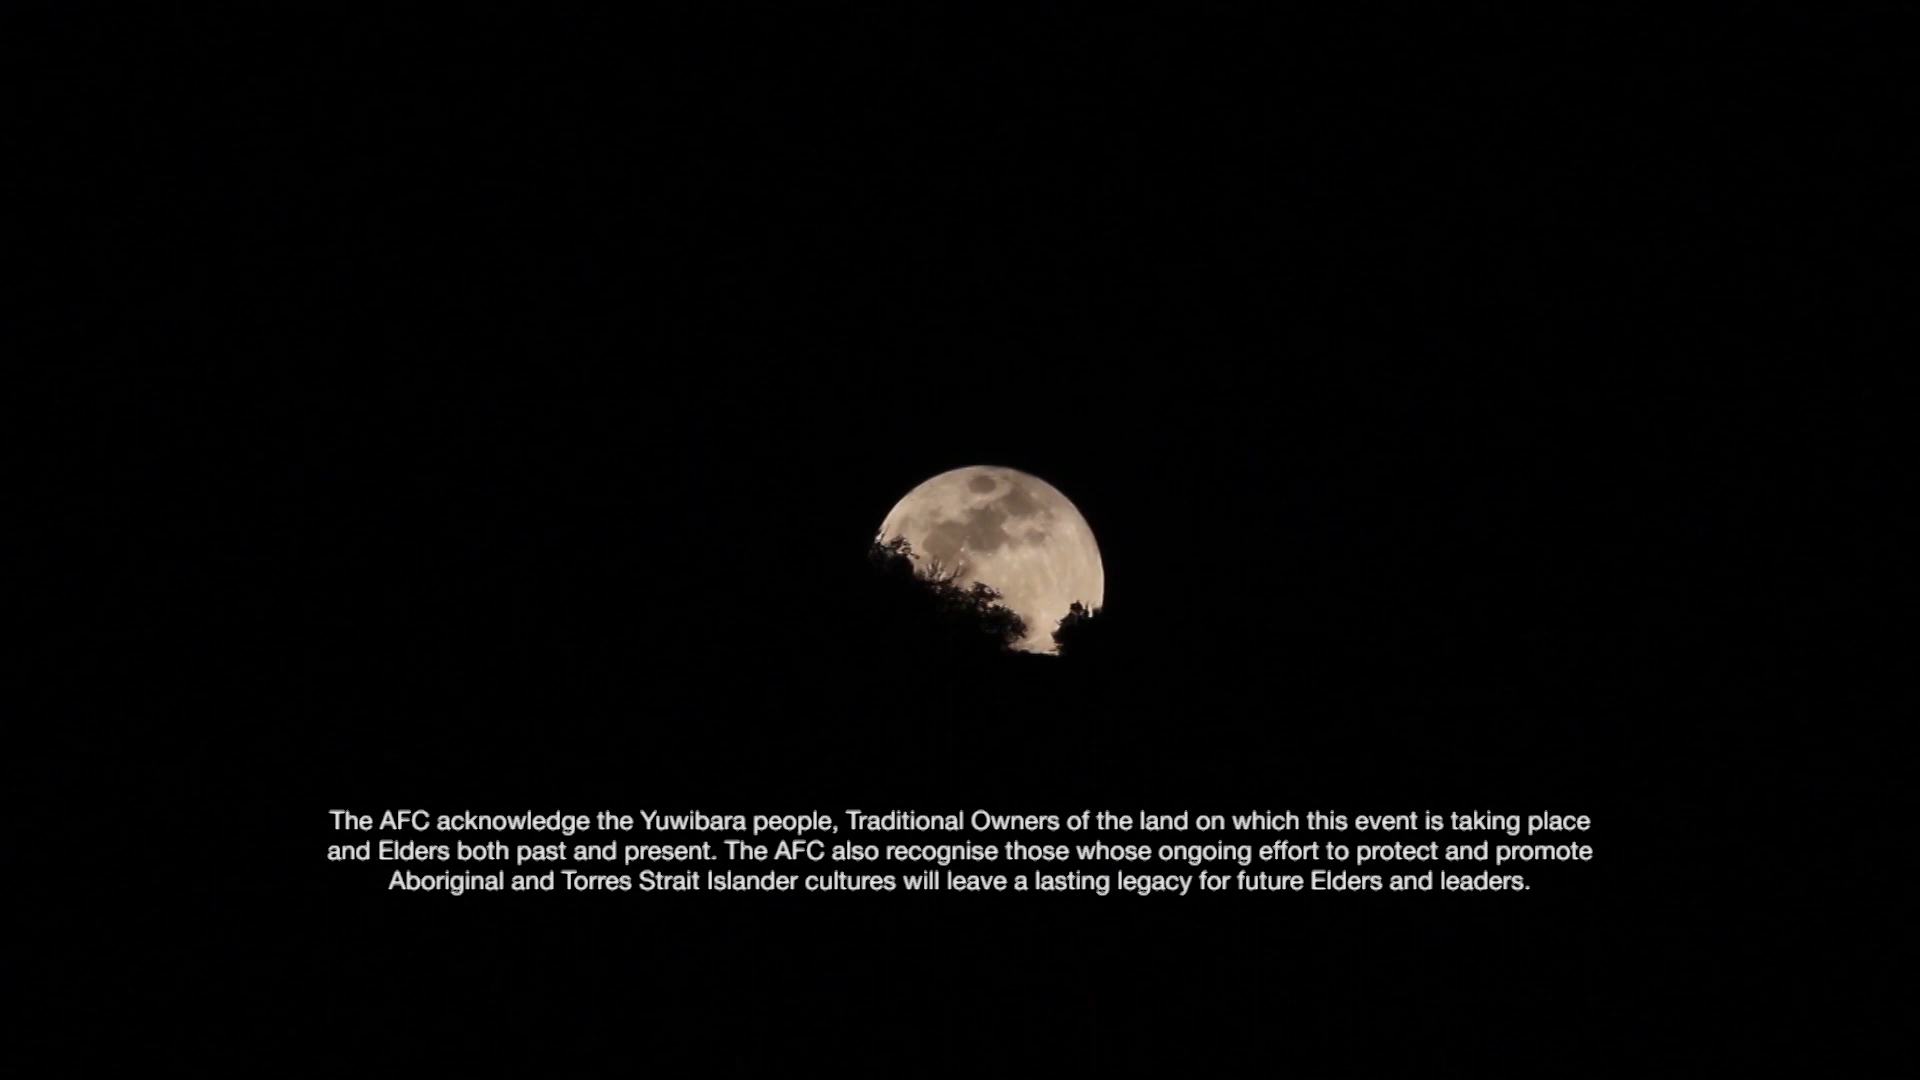 The AFC acknowledge the Yuwibara people, Traditional Owners of the land on which this event is taking place
and Elders both past and present. The AFC also recognise those whose ongoing effort to protect and promote
Aboriginal and Torres Strait Islander cultures will leave a lasting legacy for future Elders and leaders.